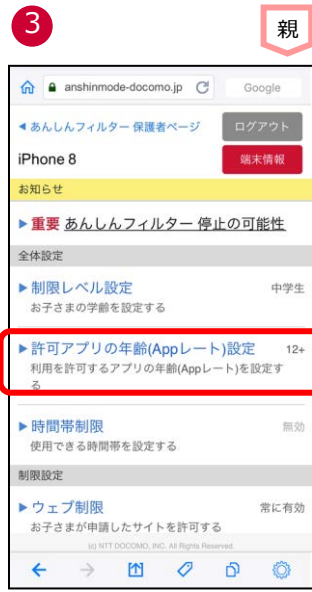 3
親
anshinmode-docomo.jp
Google
あんしんフィルター 保護者ページ
ログアウト
iPhone 8
端末情報
お知らせ
重要 あんしんフィルター 停止の可能性
全体設定
制限レベル設定 中学生
お子さまの学齢を設定する
許可アプリの年齢(Appレート)設定 12+
利用を許可するアプリの年齢(Appレート)を設定す
る
時間帯制限 無効
使用できる時間帯を設定する
制限設定
ウェブ制限 常に有効
お子さまが申請したサイトを許可する
(c) NTT DOCOMO, INC. All Rights Reserved.